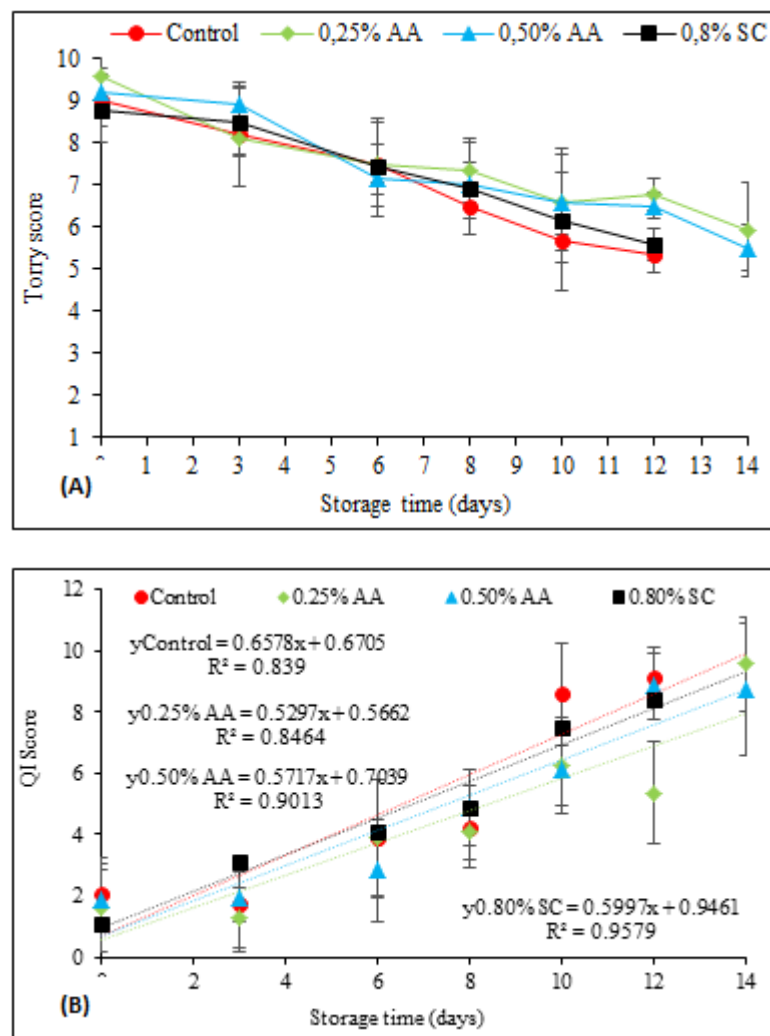 Control 0,25% AA 0,50% AA 0,8% SC
10
9
8
7
6
5
4
3
2
1
Torry score
1 2 3 4 5 6 7 8 9 10 11 12 13 14
(A)
Storage time (days)
12
10
8
6
4
2
0
QI Score
Control 0.25% AA 0.50% AA 0.80% SC
yControl = 0.6578x + 0.6705
R² = 0.839
y0.25% AA = 0.5297x + 0.5662
R² = 0.8464
y0.50% AA = 0.5717x + 0.7039
R² = 0.9013
y0.80% SC = 0.5997x + 0.9461
R² = 0.9579
2 4 6 8 10 12 14
(B)
Storage time (days)